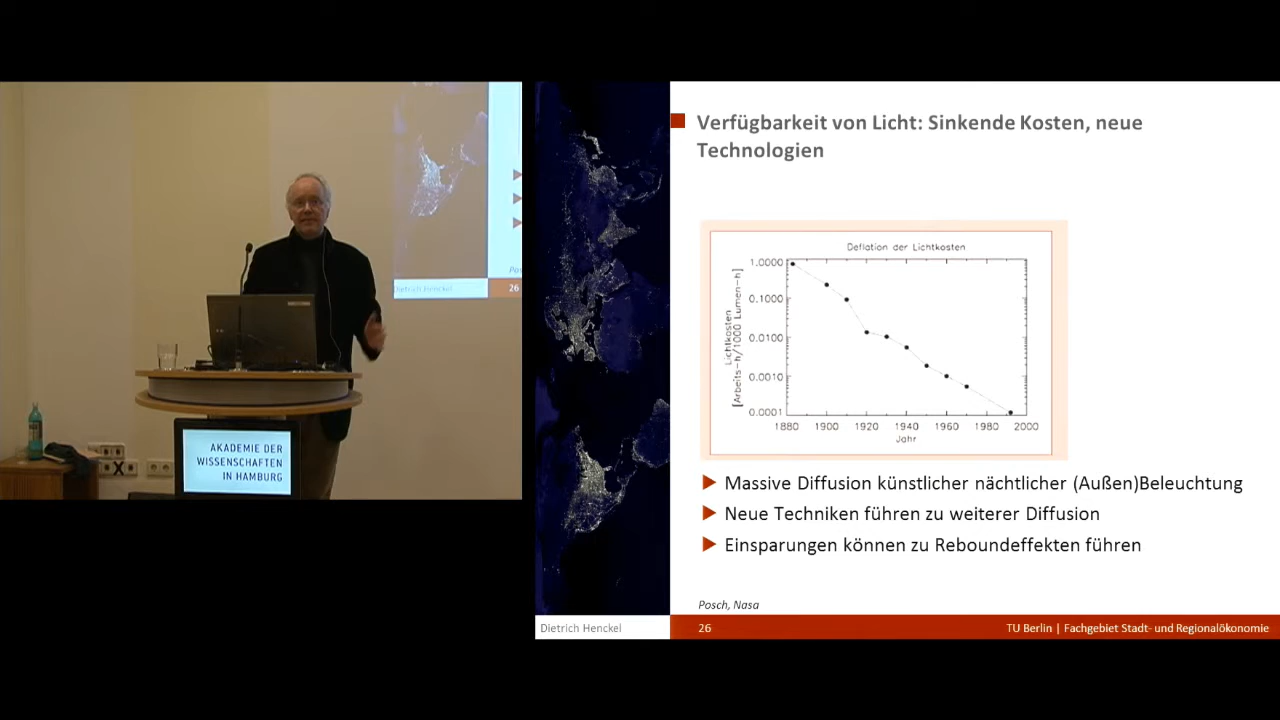 AKADEMIE DER
WISSENSCHAFTEN
IN HAMBURG
Dietrich Henckel
26
Verfügbarkeit von Licht: Sinkende Kosten, neue
Technologien
Deflation der Lichtkosten
Lichtkosten
[Arbeits-h/1000 Lumen-h]
1.0000
0.1000
0.0100
0.0010
0.0001
1880 1900 1920 1940 1960 1980 2000
Jahr
Massive Diffusion künstlicher nächtlicher (Außen)Beleuchtung
Neue Techniken führen zu weiterer Diffusion
Einsparungen können zu Reboundeffekten führen
Posch, Nasa
Dietrich Henckel
26
TU Berlin | Fachgebiet Stadt- und Regionalökonomie